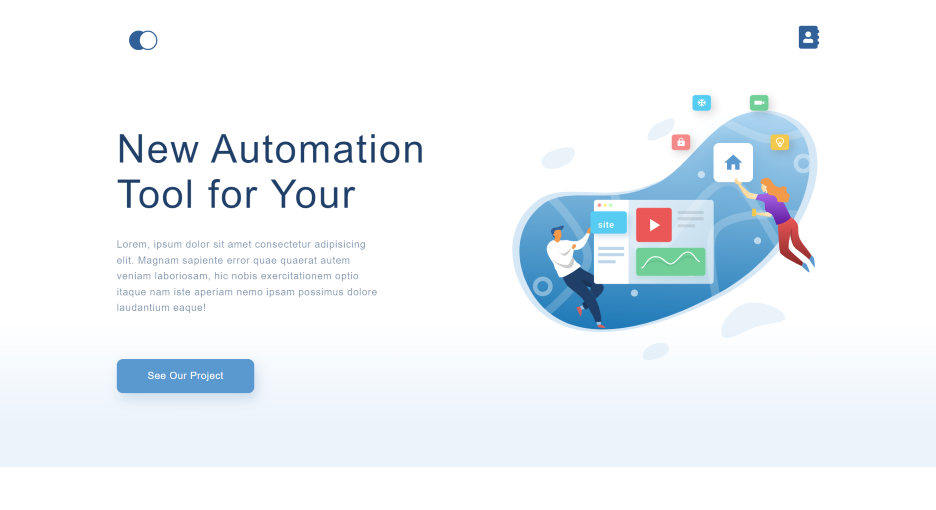 New Automation
Tool for Your
Lorem, ipsum dolor sit amet consectetur adipisicing
elit. Magnam sapiente error quae quaerat autem
veniam laboriosam, hic nobis exercitationem optio
itaque nam iste aperiam nemo ipsam possimus dolore
laudantium eaque!
See Our Project
site